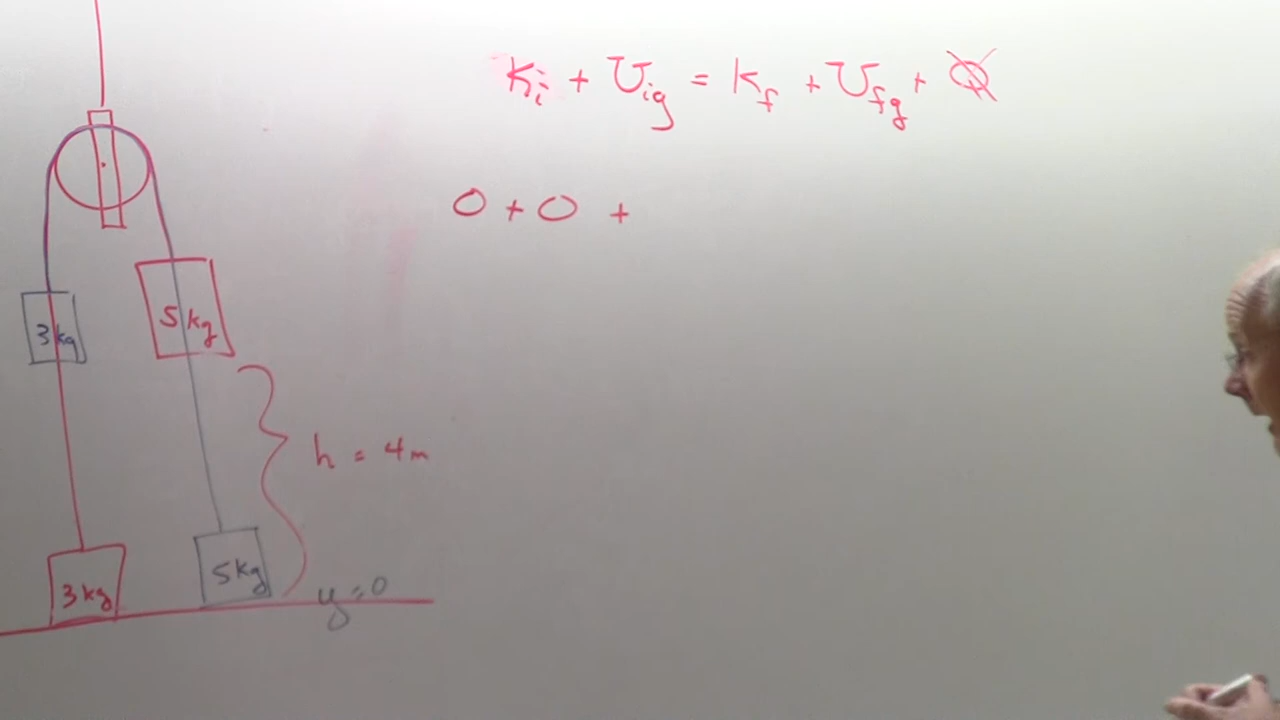 Ki + Uig = Kf + Ufg + Q
0 + 0 +
3kg
5kg
h = 4m
5kg
y=0
3kg